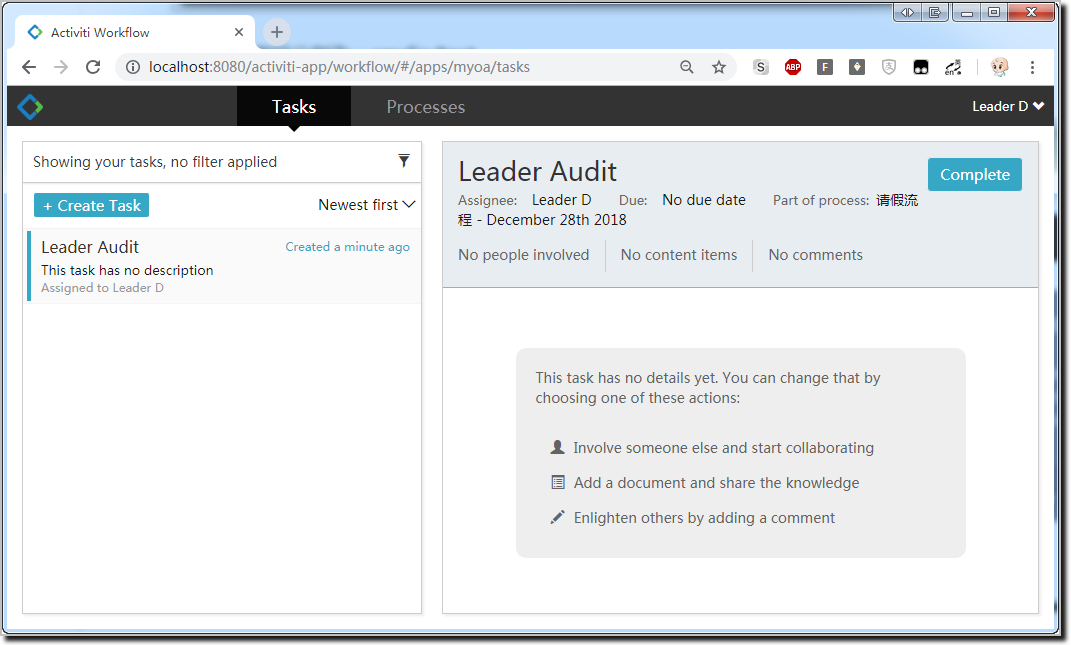 Activiti Workflow
localhost:8080/activiti-app/workflow/#/apps/myoa/tasks
S
ABP
F
en
Tasks
Processes
Leader D
Showing your tasks, no filter applied
+ Create Task
Newest first
Leader Audit
Created a minute ago
This task has no description
Assigned to Leader D
Leader Audit
Complete
Assignee: Leader D Due: No due date Part of process: 请假流
程 - December 28th 2018
No people involved
No content items
No comments
This task has no details yet. You can change that by
choosing one of these actions:
Involve someone else and start collaborating
Add a document and share the knowledge
Enlighten others by adding a comment